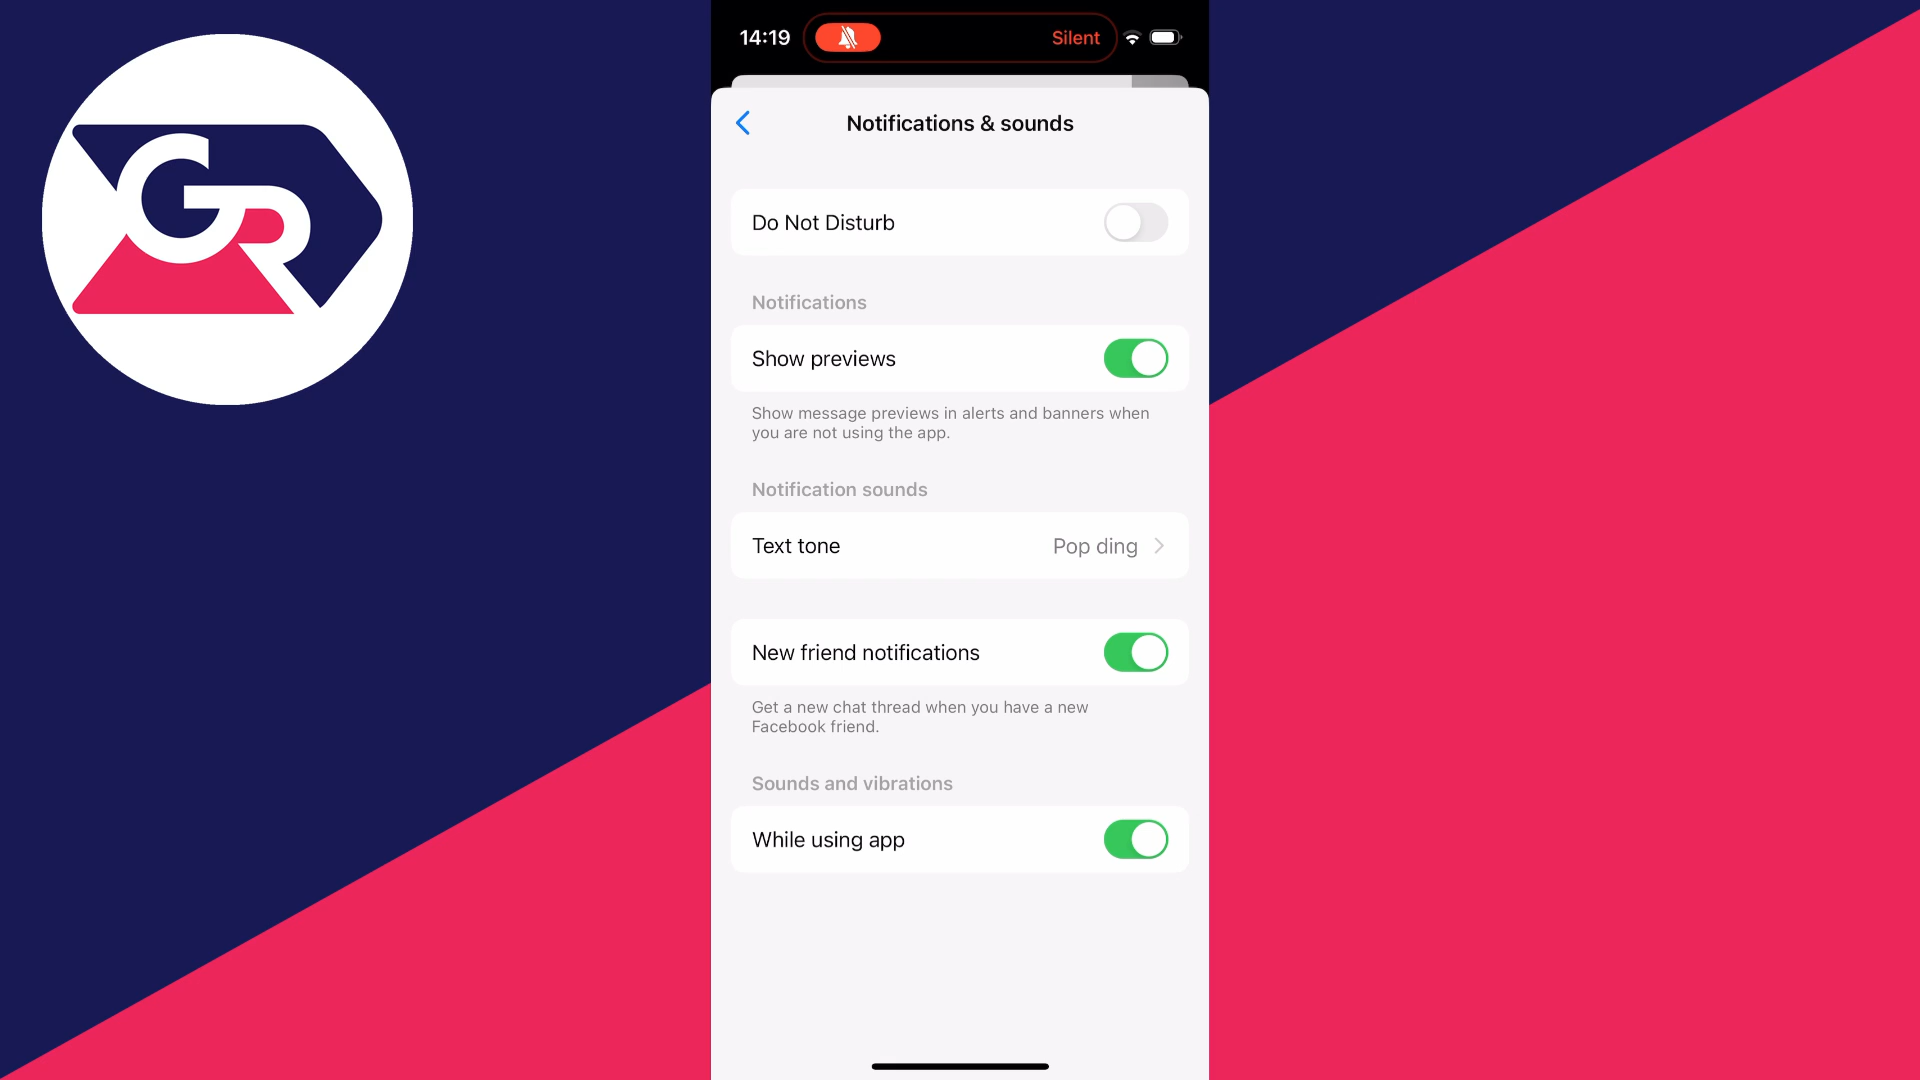 GR
14:19
Silent
Notifications & sounds
Do Not Disturb
Notifications
Show previews
Show message previews in alerts and banners when
you are not using the app.
Notification sounds
Text tone
Pop ding
New friend notifications
Get a new chat thread when you have a new
Facebook friend.
Sounds and vibrations
While using app